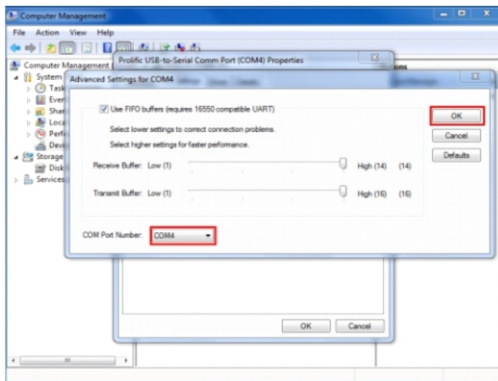 Computer Management
File Action View Help
Prolific USB-to-Serial Comm Port (COM4) Properties
Computer Management
System
Advanced Settings for COM4
Use FIFO buffers (requires 16550 compatible UART)
OK
Select lower settings to correct connection problems.
Cancel
Select higher settings for faster performance.
Defaults
Storage
Receive Buffer: Low (1) High (14) (14)
Disk
Services
Transmit Buffer: Low (1) High (16) (16)
COM Port Number: COM4
OK Cancel